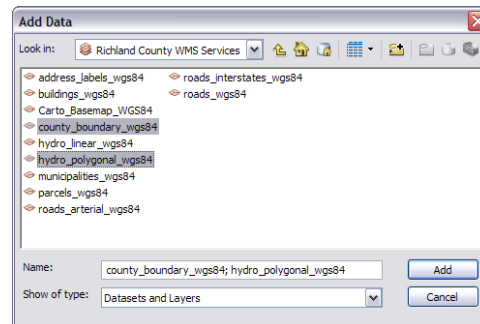 Add Data
Look in: Richland County WMS Services
address_labels_wgs84
buildings_wgs84
Carto_Basemap_WGS84
county_boundary_wgs84
hydro_linear_wgs84
hydro_polygonal_wgs84
municipalities_wgs84
parcels_wgs84
roads_arterial_wgs84
roads_interstates_wgs84
roads_wgs84
Name: county_boundary_wgs84; hydro_polygonal_wgs84
Add
Show of type: Datasets and Layers
Cancel